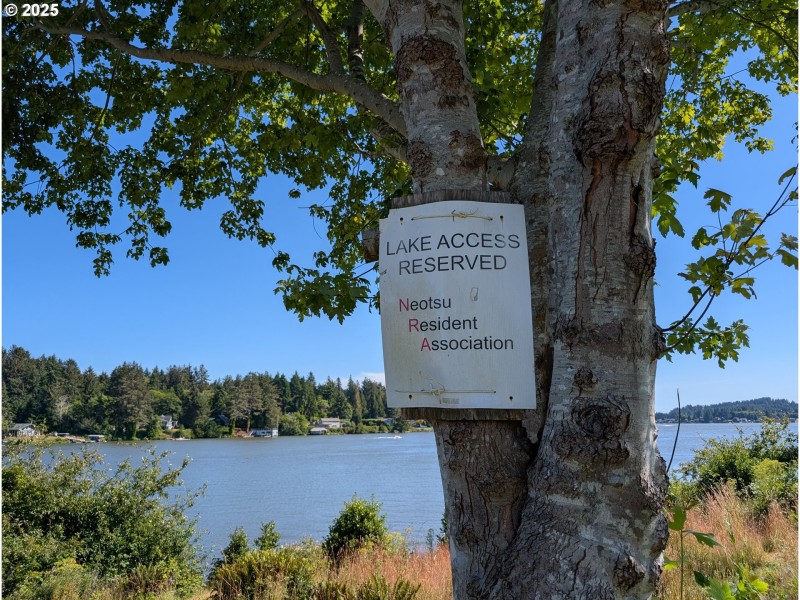 © 2025
LAKE ACCESS
RESERVED
Neotsu
Resident
Association